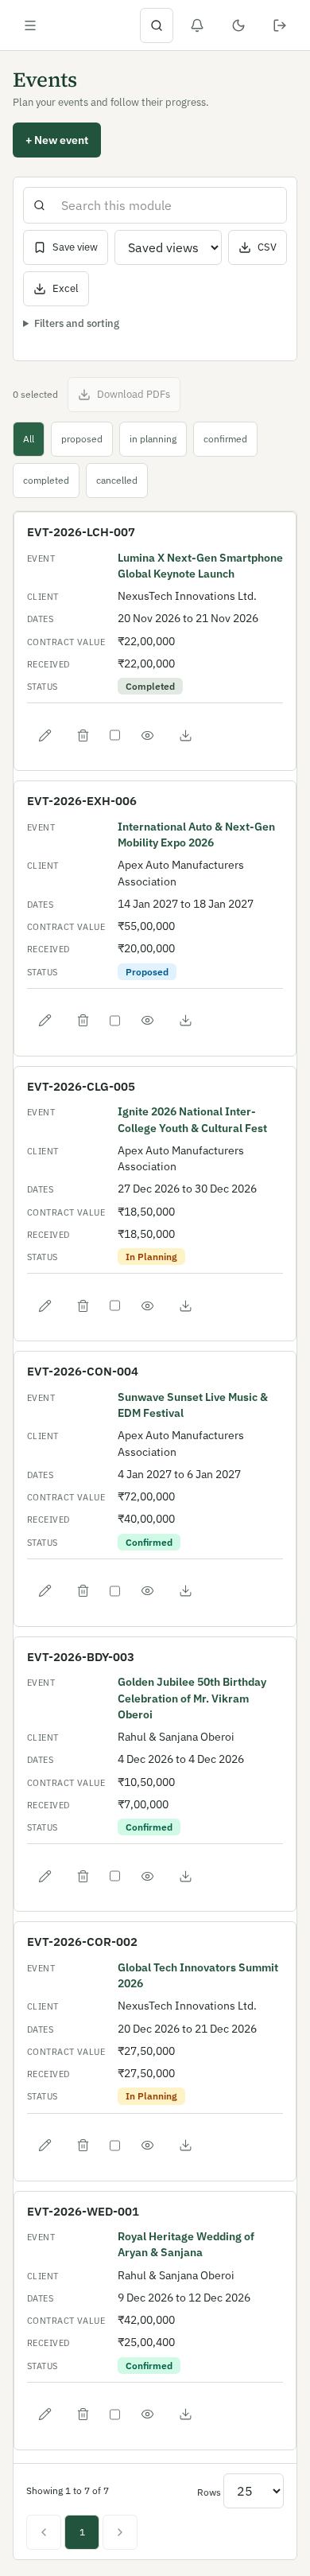 Events
Plan your events and follow their progress.
+ New event
Search this module
Save view
Saved views
CSV
Excel
Filters and sorting
0 selected
Download PDFs
All
proposed
in planning
confirmed
completed
cancelled
EVT-2026-LCH-007
EVENT
Lumina X Next-Gen Smartphone
Global Keynote Launch
CLIENT
NexusTech Innovations Ltd.
DATES
20 Nov 2026 to 21 Nov 2026
CONTRACT VALUE
₹22,00,000
RECEIVED
₹22,00,000
STATUS
Completed
EVT-2026-EXH-006
EVENT
International Auto & Next-Gen
Mobility Expo 2026
CLIENT
Apex Auto Manufacturers
Association
DATES
14 Jan 2027 to 18 Jan 2027
CONTRACT VALUE
₹55,00,000
RECEIVED
₹20,00,000
STATUS
Proposed
EVT-2026-CLG-005
EVENT
Ignite 2026 National Inter-
College Youth & Cultural Fest
CLIENT
Apex Auto Manufacturers
Association
DATES
27 Dec 2026 to 30 Dec 2026
CONTRACT VALUE
₹18,50,000
RECEIVED
₹18,50,000
STATUS
In Planning
EVT-2026-CON-004
EVENT
Sunwave Sunset Live Music &
EDM Festival
CLIENT
Apex Auto Manufacturers
Association
DATES
4 Jan 2027 to 6 Jan 2027
CONTRACT VALUE
₹72,00,000
RECEIVED
₹40,00,000
STATUS
Confirmed
EVT-2026-BDY-003
EVENT
Golden Jubilee 50th Birthday
Celebration of Mr. Vikram
Oberoi
CLIENT
Rahul & Sanjana Oberoi
DATES
4 Dec 2026 to 4 Dec 2026
CONTRACT VALUE
₹10,50,000
RECEIVED
₹7,00,000
STATUS
Confirmed
EVT-2026-COR-002
EVENT
Global Tech Innovators Summit
2026
CLIENT
NexusTech Innovations Ltd.
DATES
20 Dec 2026 to 21 Dec 2026
CONTRACT VALUE
₹27,50,000
RECEIVED
₹27,50,000
STATUS
In Planning
EVT-2026-WED-001
EVENT
Royal Heritage Wedding of
Aryan & Sanjana
CLIENT
Rahul & Sanjana Oberoi
DATES
9 Dec 2026 to 12 Dec 2026
CONTRACT VALUE
₹42,00,000
RECEIVED
₹25,00,400
STATUS
Confirmed
Showing 1 to 7 of 7
Rows 25
1